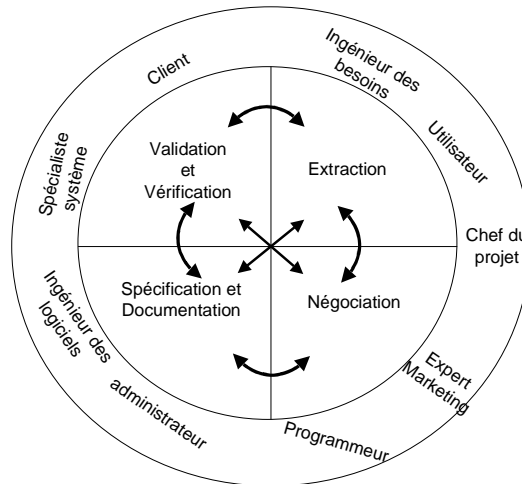 Client
Ingénieur des
besoins
Utilisateur
Spécialiste
système
Validation
et
Vérification
Extraction
Chef du
projet
Spécification et
Documentation
Négociation
Ingénieur des
logiciels
Expert
Marketing
administrateur
Programmeur